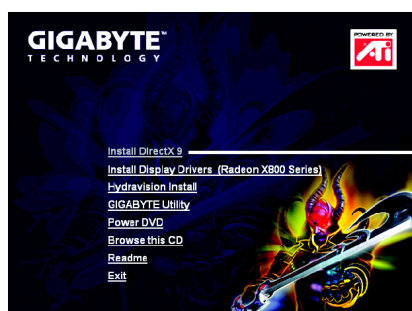 GIGABYTE™
TECHNOLOGY
POWERED BY
ATi
Install DirectX 9
Install Display Drivers (Radeon X800 Series)
Hydravision Install
GIGABYTE Utility
Power DVD
Browse this CD
Readme
Exit